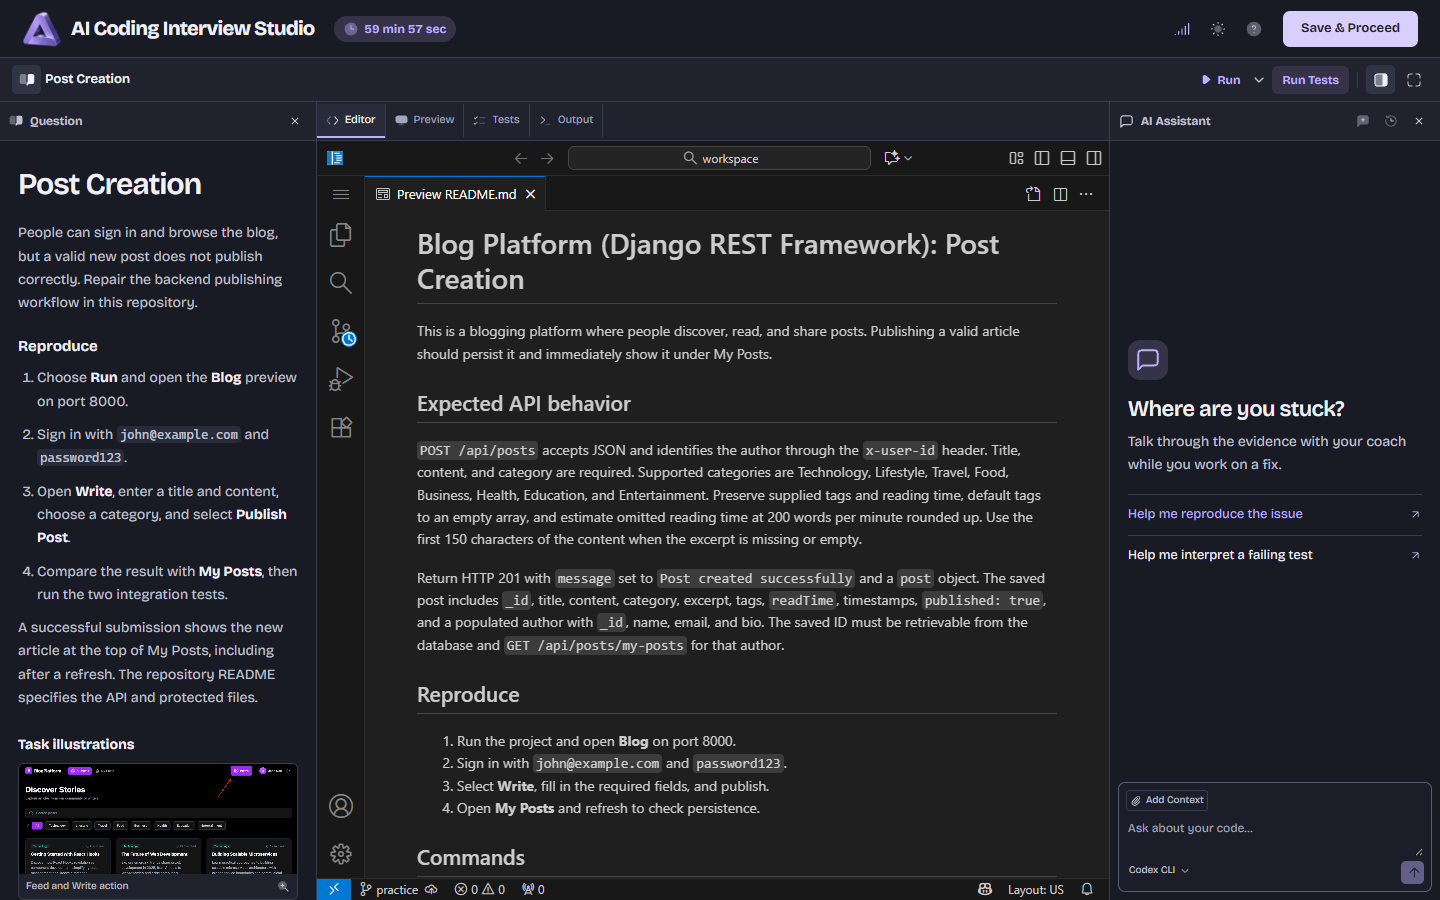 AI Coding Interview Studio
59 min 57 sec
Save & Proceed
Post Creation
Run
Run Tests
Question
Post Creation
People can sign in and browse the blog,
but a valid new post does not publish
correctly. Repair the backend publishing
workflow in this repository.
Reproduce
1. Choose Run and open the Blog preview
on port 8000.
2. Sign in with john@example.com and
password123.
3. Open Write, enter a title and content,
choose a category, and select Publish
Post.
4. Compare the result with My Posts, then
run the two integration tests.
A successful submission shows the new
article at the top of My Posts, including
after a refresh. The repository README
specifies the API and protected files.
Task illustrations
Discover Stories
Getting Started with React Hooks
The Future of Web Development
Building Scalable Microservices
Feed and Write action
Editor
Preview
Tests
Output
workspace
Preview README.md
Blog Platform (Django REST Framework): Post
Creation
This is a blogging platform where people discover, read, and share posts. Publishing a valid article
should persist it and immediately show it under My Posts.
Expected API behavior
POST /api/posts accepts JSON and identifies the author through the x-user-id header. Title,
content, and category are required. Supported categories are Technology, Lifestyle, Travel, Food,
Business, Health, Education, and Entertainment. Preserve supplied tags and reading time, default tags
to an empty array, and estimate omitted reading time at 200 words per minute rounded up. Use the
first 150 characters of the content when the excerpt is missing or empty.
Return HTTP 201 with message set to Post created successfully and a post object. The saved
post includes _id, title, content, category, excerpt, tags, readTime, timestamps, published: true,
and a populated author with _id, name, email, and bio. The saved ID must be retrievable from the
database and GET /api/posts/my-posts for that author.
Reproduce
1. Run the project and open Blog on port 8000.
2. Sign in with john@example.com and password123.
3. Select Write, fill in the required fields, and publish.
4. Open My Posts and refresh to check persistence.
Commands
practice
0 0
0
Layout: US
AI Assistant
Where are you stuck?
Talk through the evidence with your coach
while you work on a fix.
Help me reproduce the issue
Help me interpret a failing test
Add Context
Ask about your code...
Codex CLI